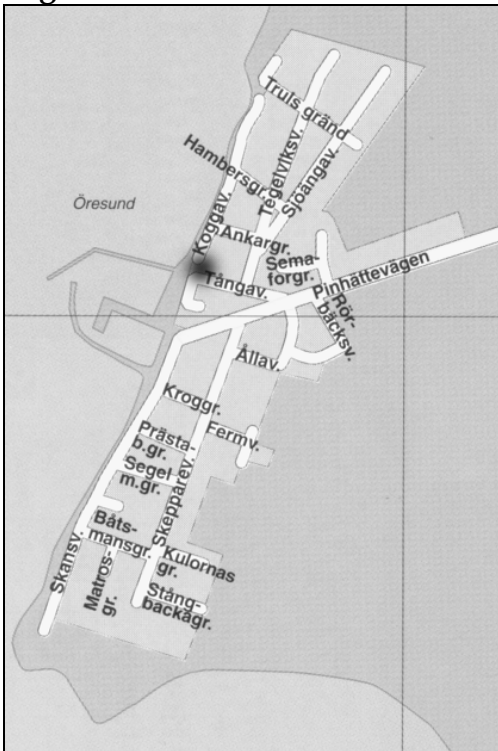 Truls gränd
Hambersgr.
Tegelviksv.
Sjöängav.
Öresund
Koggav.
Ankargr.
Sema-
forgr.
Pinhättevägen
Tångav.
Rör-
bäcksv.
Ållav.
Kroggr.
Prästa-
b.gr.
Fermv.
Segel
m.gr.
Skepparev.
Båts-
mansgr.
Kulornas
gr.
Skansv.
Matros-
gr.
Stång-
backagr.